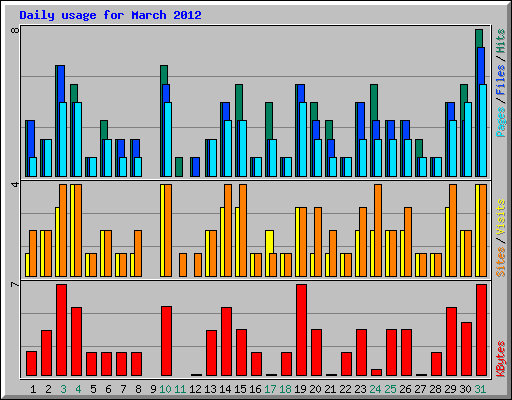 Daily usage for March 2012
8
Pages / Files / Hits
4
Sites / Visits
7
KBytes
1 2 3 4 5 6 7 8 9 10 11 12 13 14 15 16 17 18 19 20 21 22 23 24 25 26 27 28 29 30 31